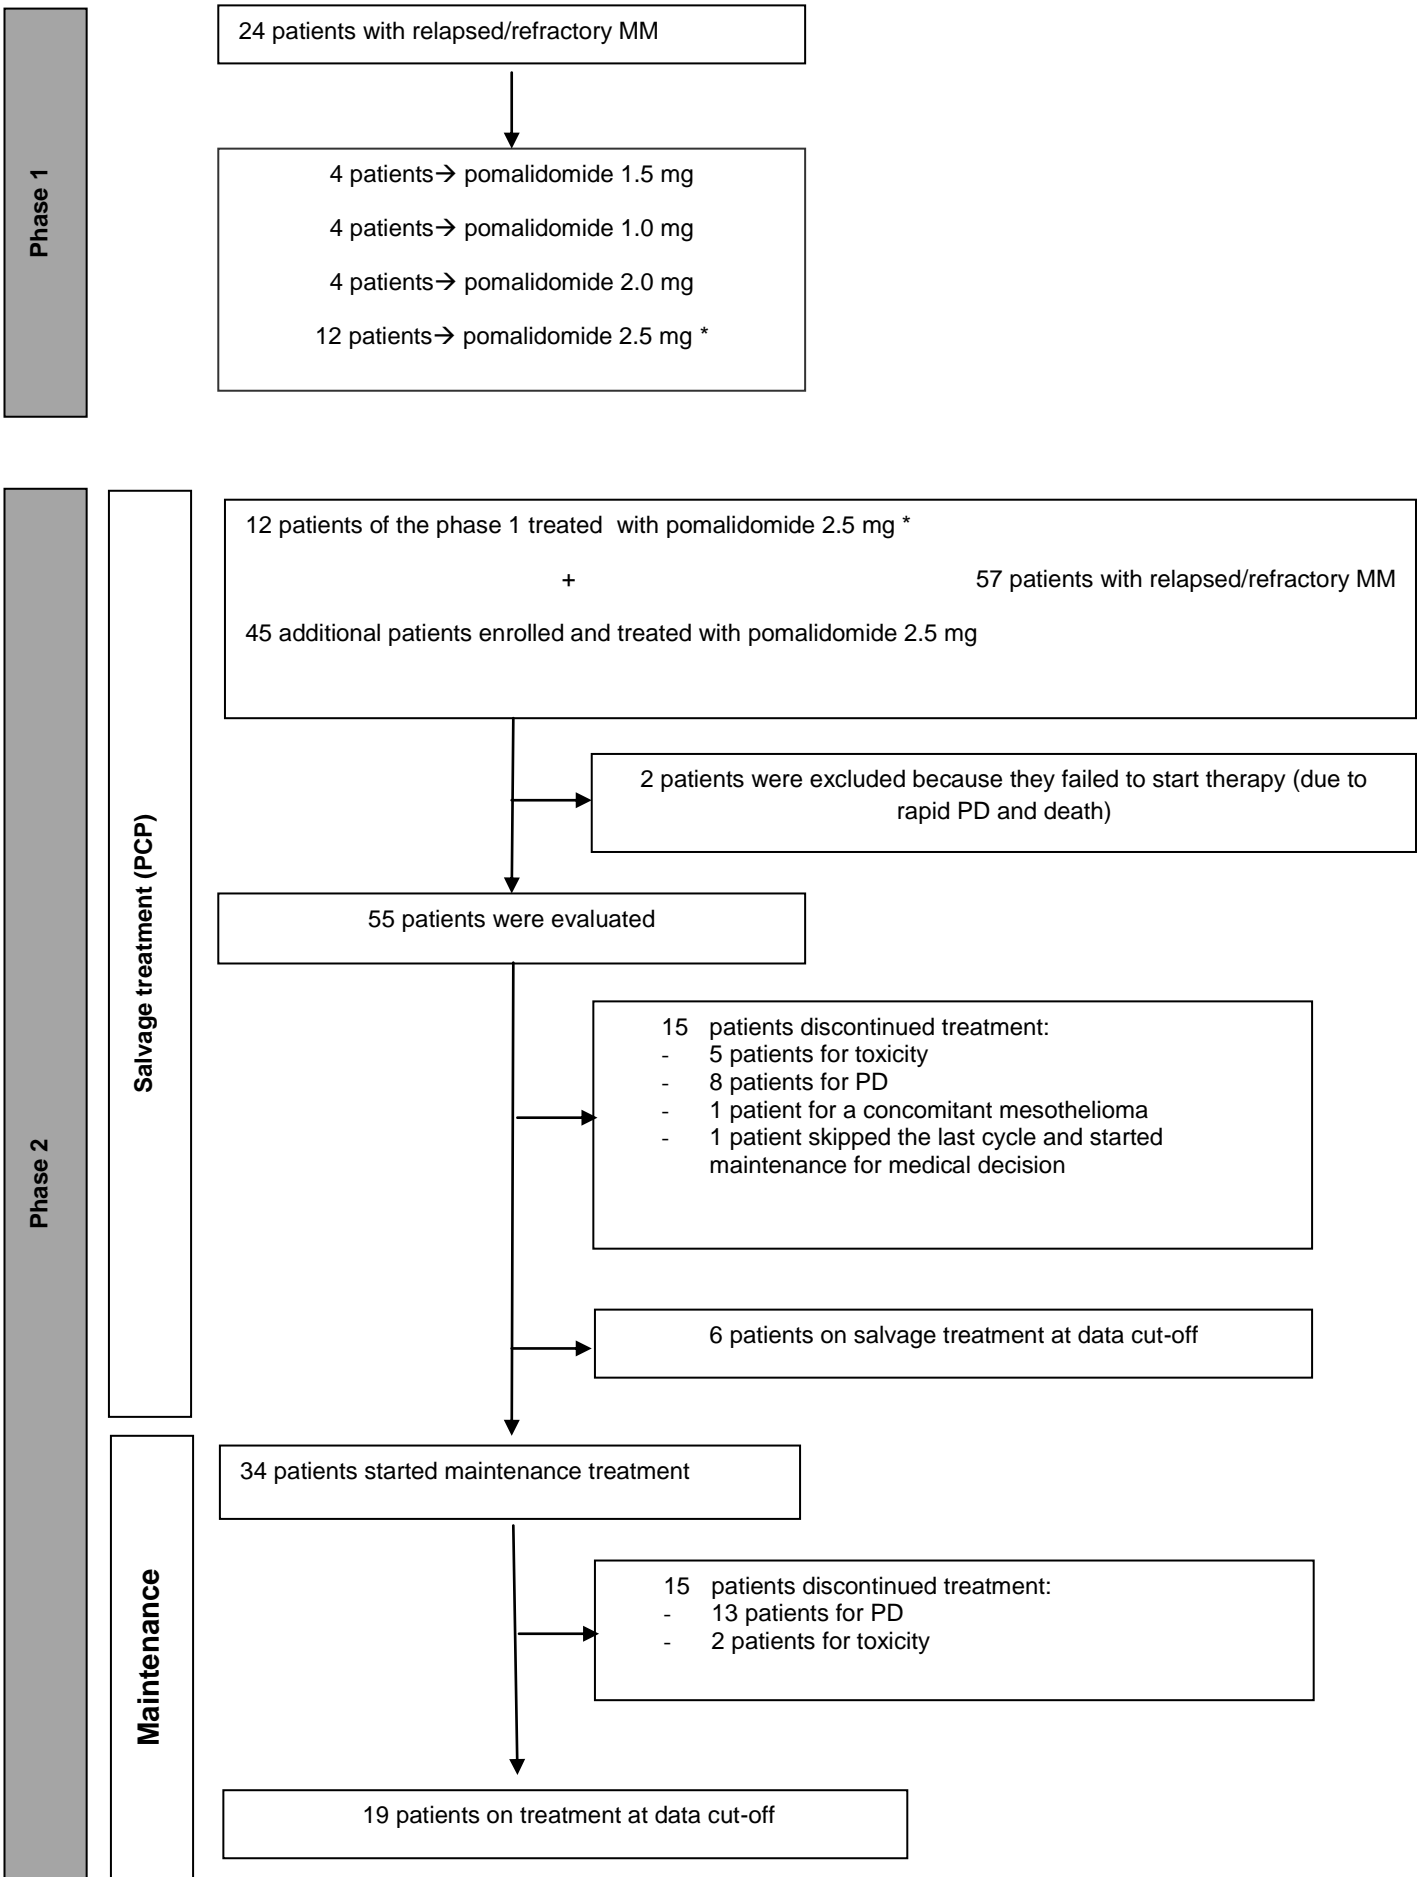 Phase 1
24 patients with relapsed/refractory MM
4 patients→ pomalidomide 1.5 mg
4 patients→ pomalidomide 1.0 mg
4 patients→ pomalidomide 2.0 mg
12 patients→ pomalidomide 2.5 mg *
Phase 2
Salvage treatment (PCP)
12 patients of the phase 1 treated with pomalidomide 2.5 mg *
+ 57 patients with relapsed/refractory MM
45 additional patients enrolled and treated with pomalidomide 2.5 mg
2 patients were excluded because they failed to start therapy (due to
rapid PD and death)
55 patients were evaluated
15 patients discontinued treatment:
- 5 patients for toxicity
- 8 patients for PD
- 1 patient for a concomitant mesothelioma
- 1 patient skipped the last cycle and started
maintenance for medical decision
6 patients on salvage treatment at data cut-off
Maintenance
34 patients started maintenance treatment
15 patients discontinued treatment:
- 13 patients for PD
- 2 patients for toxicity
19 patients on treatment at data cut-off